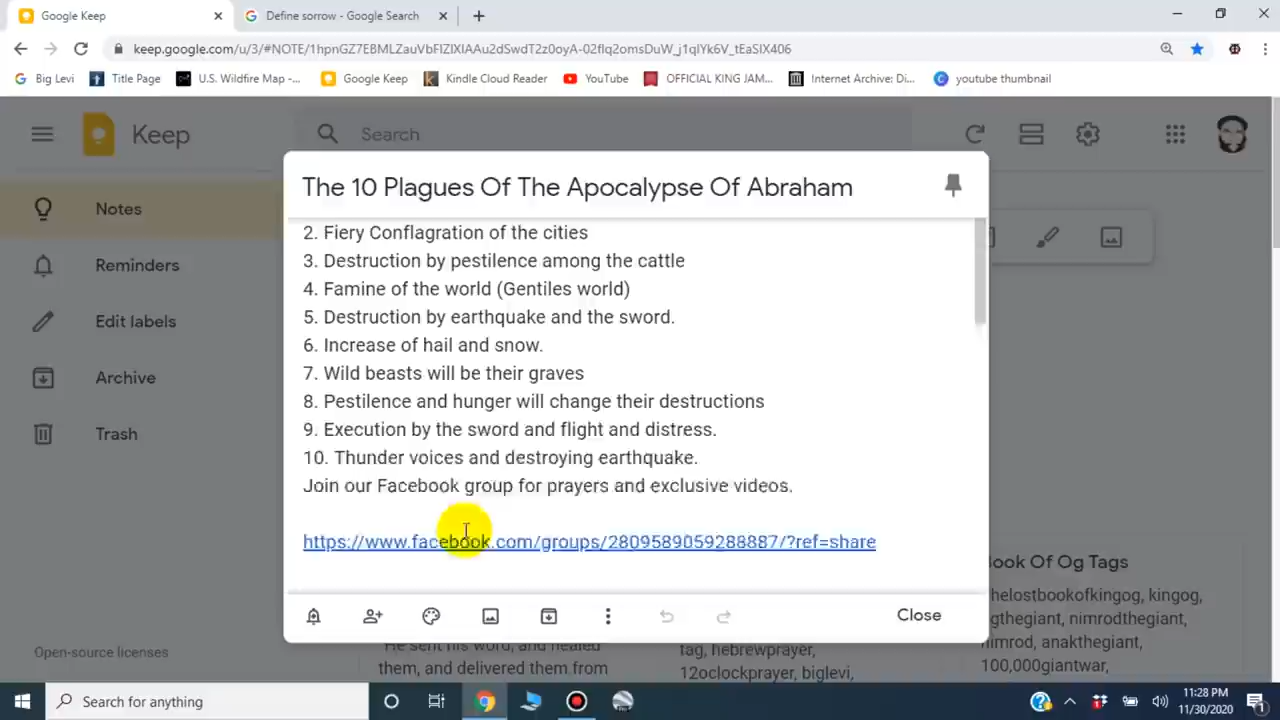 Google Keep
Define sorrow - Google Search
keep.google.com/u/3/#NOTE/1hpnGZ7EBMLZauVbFIZIXIAAu2dSwdT2z0oyA-02flq2omsDuW_j1qIYk6V_tEaSIX406
Big Levi
Title Page
U.S. Wildfire Map -...
Google Keep
Kindle Cloud Reader
YouTube
OFFICIAL KING JAM...
Internet Archive: Di...
youtube thumbnail
Keep
Search
The 10 Plagues Of The Apocalypse Of Abraham
Notes
Reminders
Edit labels
Archive
Trash
2. Fiery Conflagration of the cities
3. Destruction by pestilence among the cattle
4. Famine of the world (Gentiles world)
5. Destruction by earthquake and the sword.
6. Increase of hail and snow.
7. Wild beasts will be their graves
8. Pestilence and hunger will change their destructions
9. Execution by the sword and flight and distress.
10. Thunder voices and destroying earthquake.
Join our Facebook group for prayers and exclusive videos.
https://www.facebook.com/groups/2809589059288887/?ref=share
Close
ook Of Og Tags
helostbookofkingog, kingog,
gthegiant, nimrodthegiant,
nimrod, anakthegiant,
100,000giantwar,
Open-source licenses
He sent his word, and healed
them, and delivered them from
tag, hebrewprayer,
12oclockprayer, biglevi,
Search for anything
11:28 PM
11/30/2020
1